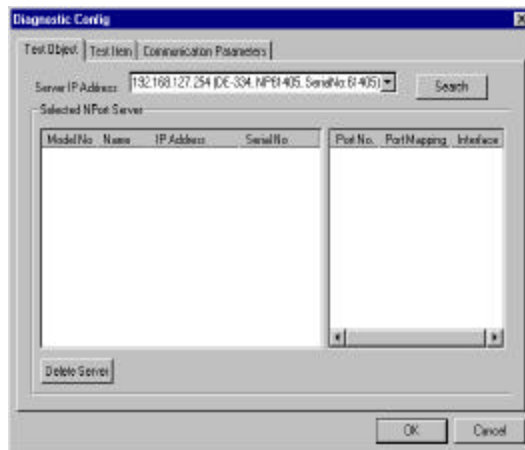 Diagnostic Config
Test Object Test Item Communication Parameters
Server IP Address 192.168.127.254 (DE-334, NP61405, SerialNo:61405) Search
Selected NPort Server
Model No Name IP Address Serial No Port No. Port Mapping Interface
Delete Server
OK Cancel